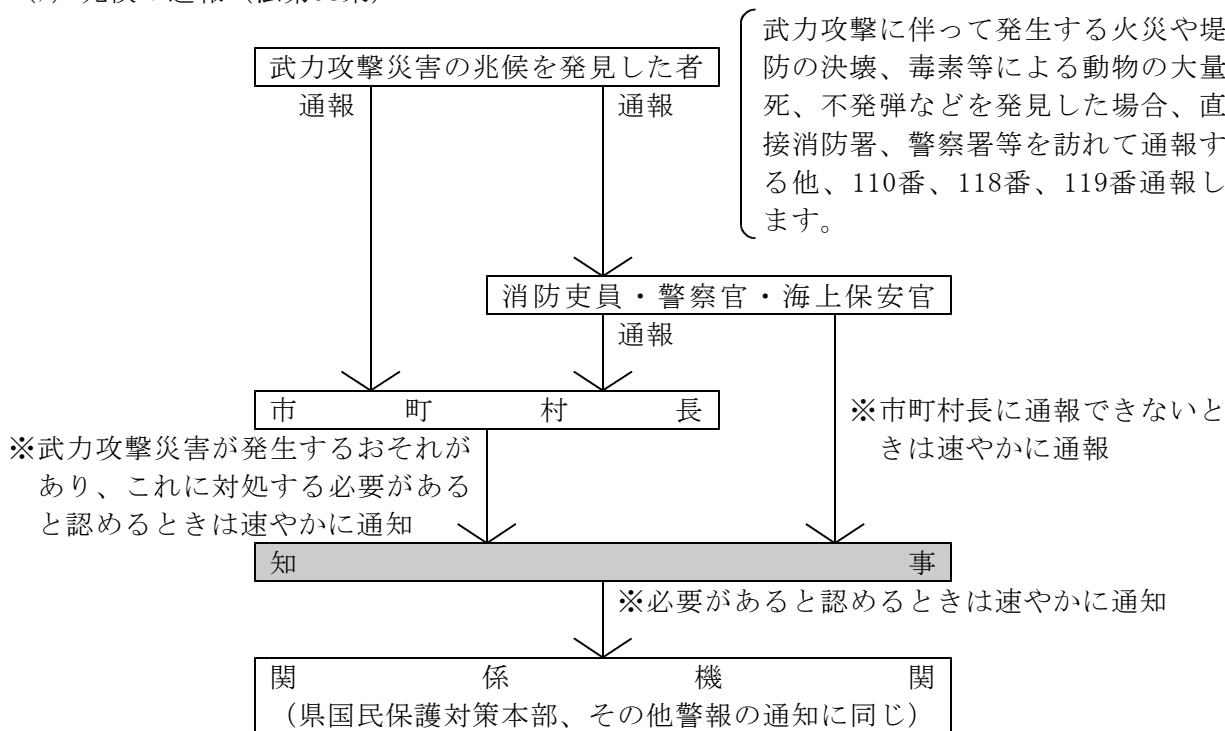 武力攻撃災害の兆候を発見した者
通報
通報
武力攻撃に伴って発生する火災や堤
防の決壊、毒素等による動物の大量
死、不発弾などを発見した場合、直
接消防署、警察署等を訪れて通報す
る他、110番、118番、119番通報し
ます。
消防吏員・警察官・海上保安官
通報
市町村長
※市町村長に通報できないと
きは速やかに通報
※武力攻撃災害が発生するおそれが
あり、これに対処する必要がある
と認めるときは速やかに通知
知事
※必要があると認めるときは速やかに通知
関係機関
（県国民保護対策本部、その他警報の通知に同じ）